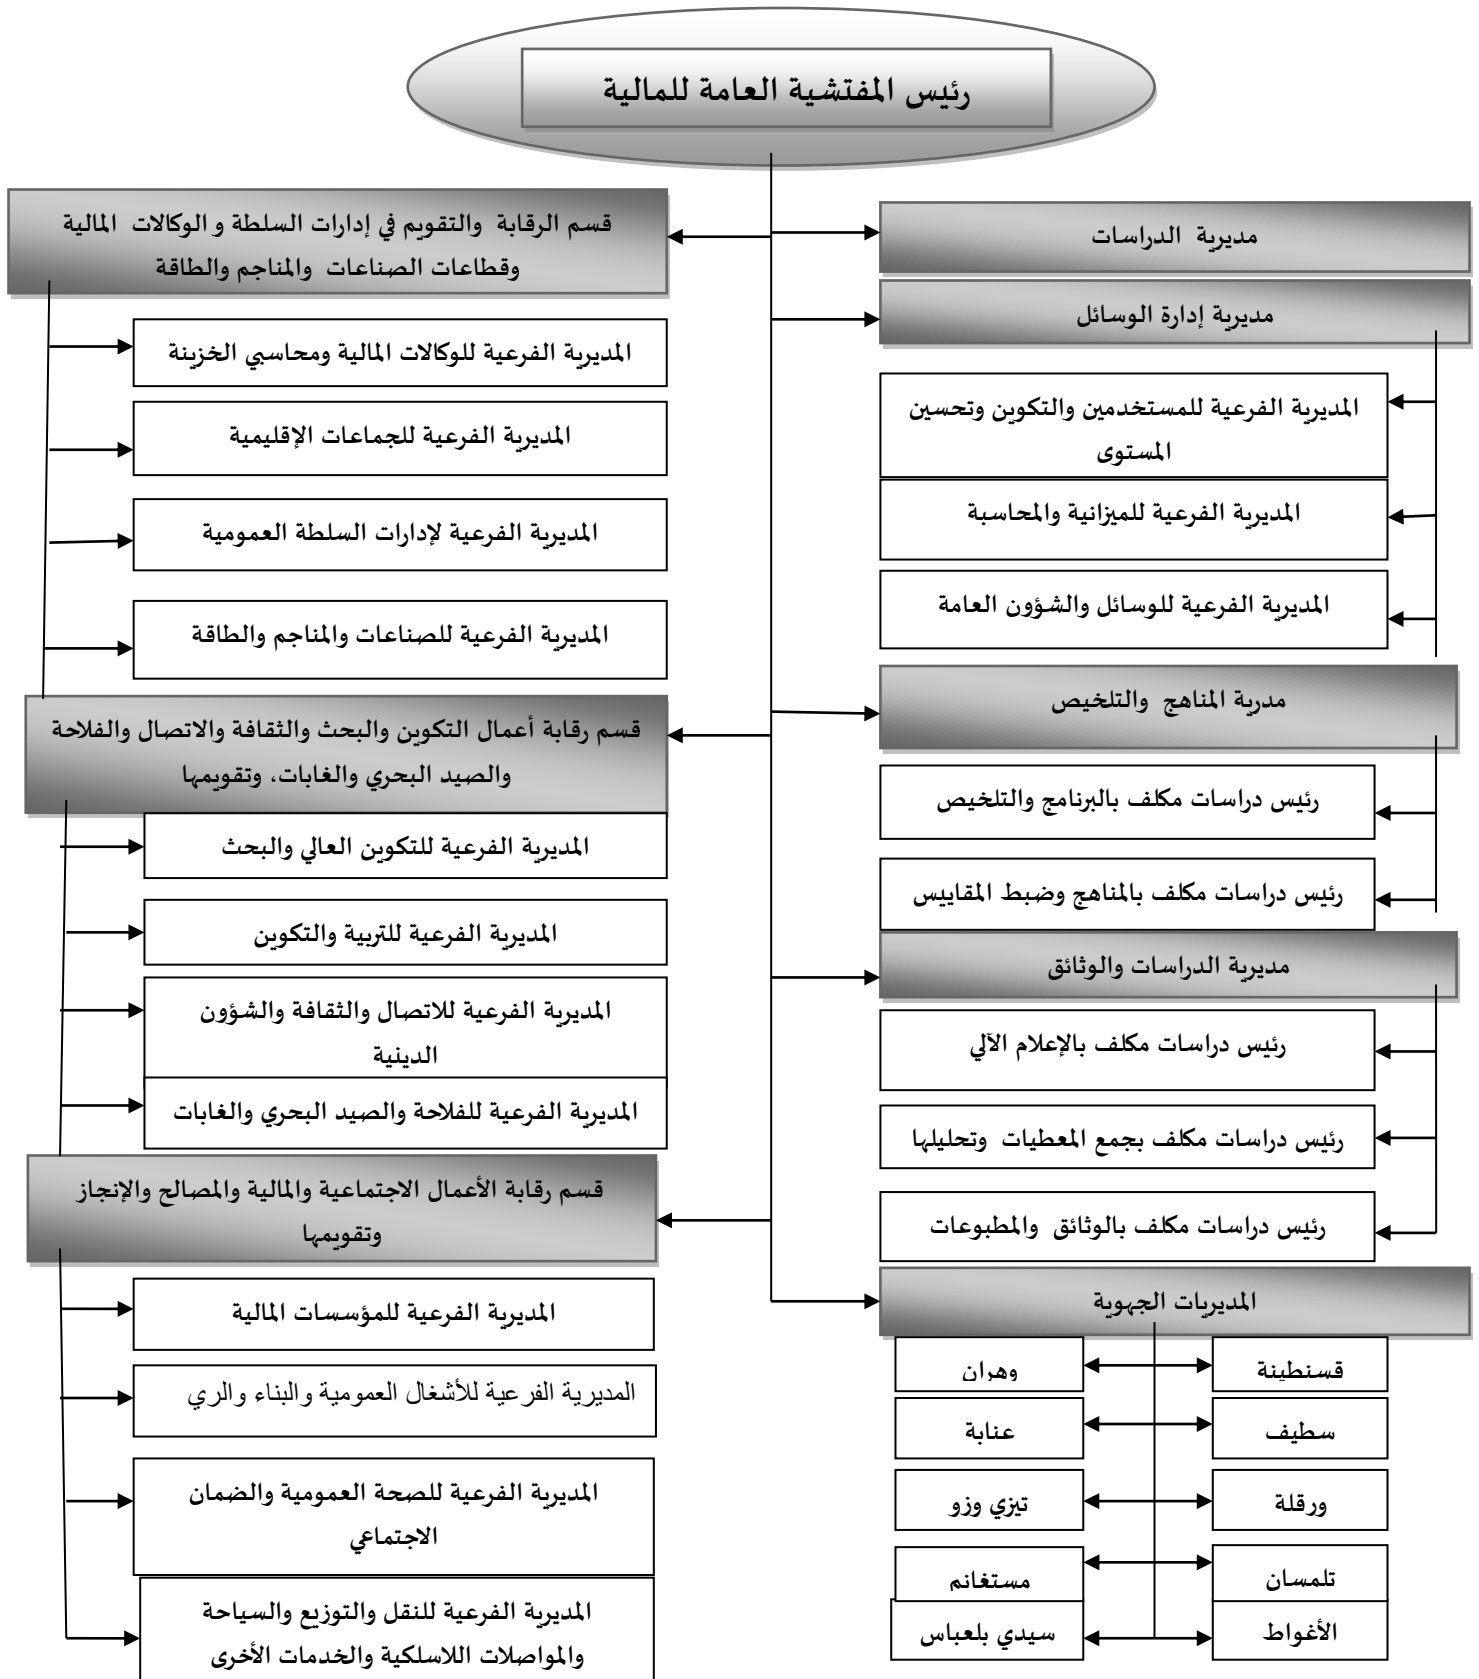 رئيس المفتشية العامة للمالية
مديرية الدراسات
مديرية إدارة الوسائل
المديرية الفرعية للمستخدمين والتكوين وتحسين
المستوى
المديرية الفرعية للميزانية والمحاسبة
المديرية الفرعية للوسائل والشؤون العامة
مدرية المناهج والتلخيص
رئيس دراسات مكلف بالبرنامج والتلخيص
رئيس دراسات مكلف بالمناهج وضبط المقاييس
مديرية الدراسات والوثائق
رئيس دراسات مكلف بالإعلام الآلي
رئيس دراسات مكلف بجمع المعطيات وتحليلها
رئيس دراسات مكلف بالوثائق والمطبوعات
المديريات الجهوية
قسنطينة
وهران
سطيف
عنابة
ورقلة
تيزي وزو
تلمسان
مستغانم
الأغواط
سيدي بلعباس
قسم الرقابة والتقويم في إدارات السلطة و الوكالات المالية
وقطاعات الصناعات والمناجم والطاقة
المديرية الفرعية للوكالات المالية ومحاسبي الخزينة
المديرية الفرعية للجماعات الإقليمية
المديرية الفرعية لإدارات السلطة العمومية
المديرية الفرعية للصناعات والمناجم والطاقة
قسم رقابة أعمال التكوين والبحث والثقافة والاتصال والفلاحة
والصيد البحري والغابات، وتقويمها
المديرية الفرعية للتكوين العالي والبحث
المديرية الفرعية للتربية والتكوين
المديرية الفرعية للاتصال والثقافة والشؤون
الدينية
المديرية الفرعية للفلاحة والصيد البحري والغابات
قسم رقابة الأعمال الاجتماعية والمالية والمصالح والإنجاز
وتقويمها
المديرية الفرعية للمؤسسات المالية
المديرية الفرعية للأشغال العمومية والبناء والري
المديرية الفرعية للصحة العمومية والضمان
الاجتماعي
المديرية الفرعية للنقل والتوزيع والسياحة
والمواصلات اللاسلكية والخدمات الأخرى